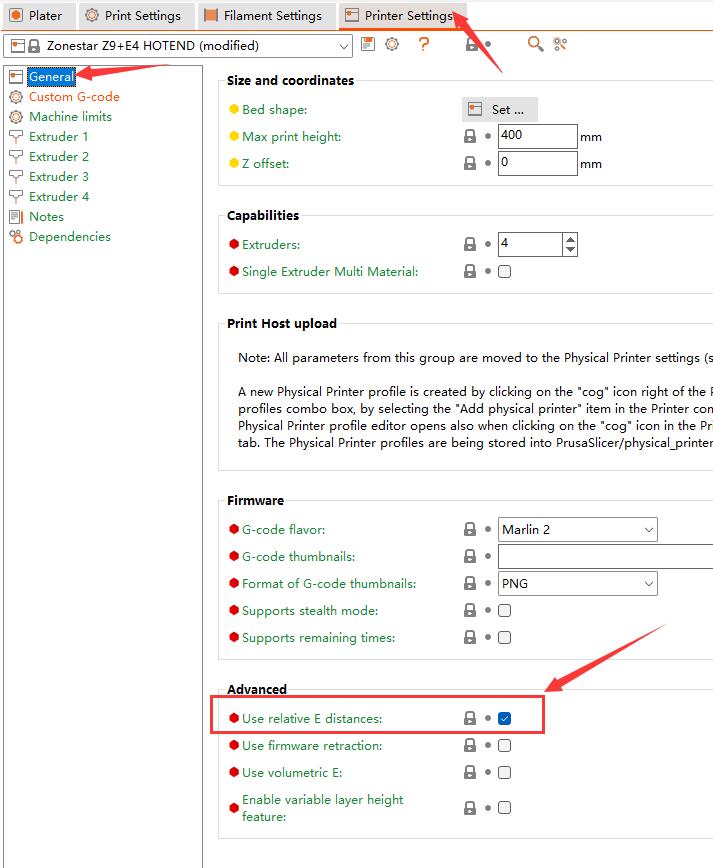 Plater
Print Settings
Filament Settings
Printer Settings
Zonestar Z9+E4 HOTEND (modified)
General
Custom G-code
Machine limits
Extruder 1
Extruder 2
Extruder 3
Extruder 4
Notes
Dependencies
Size and coordinates
Bed shape: Set ...
Max print height: 400 mm
Z offset: 0 mm
Capabilities
Extruders: 4
Single Extruder Multi Material:
Print Host upload
Note: All parameters from this group are moved to the Physical Printer settings (s
A new Physical Printer profile is created by clicking on the "cog" icon right of the
profiles combo box, by selecting the "Add physical printer" item in the Printer con
Physical Printer profile editor opens also when clicking on the "cog" icon in the Pri
tab. The Physical Printer profiles are being stored into PrusaSlicer/physical_printer
Firmware
G-code flavor: Marlin 2
G-code thumbnails:
Format of G-code thumbnails: PNG
Supports stealth mode:
Supports remaining times:
Advanced
Use relative E distances:
Use firmware retraction:
Use volumetric E:
Enable variable layer height
feature: